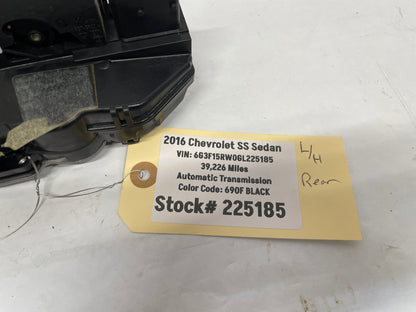 2016 Chevrolet SS Sedan
VIN: 6G3F15RW0GL225185
39,226 Miles
Automatic Transmission
Color Code: 690F BLACK
Stock# 225185
L/H
Rear